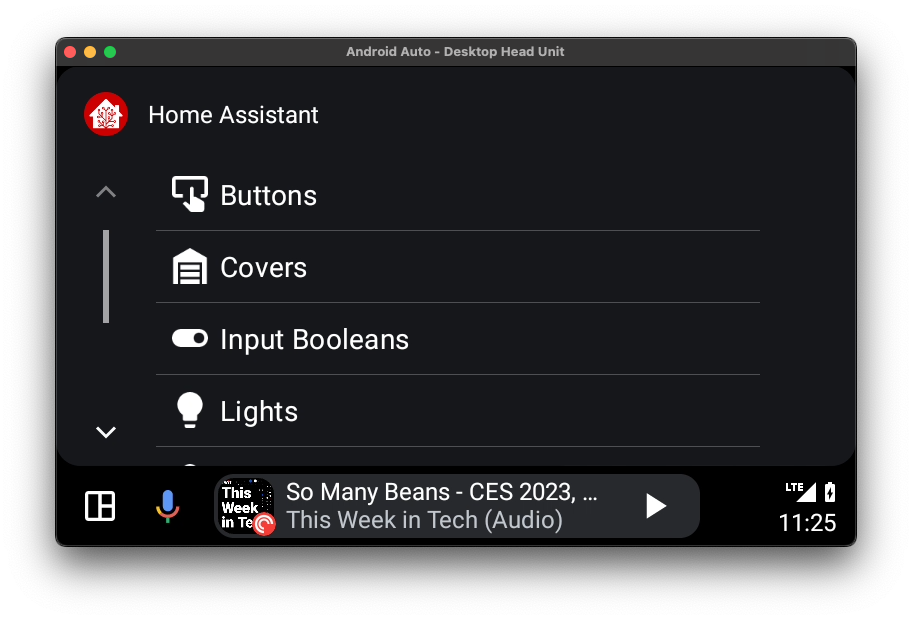 Android Auto - Desktop Head Unit
Home Assistant
Buttons
Covers
Input Booleans
Lights
This
Week
in Te
So Many Beans - CES 2023, ...
This Week in Tech (Audio)
LTE
11:25